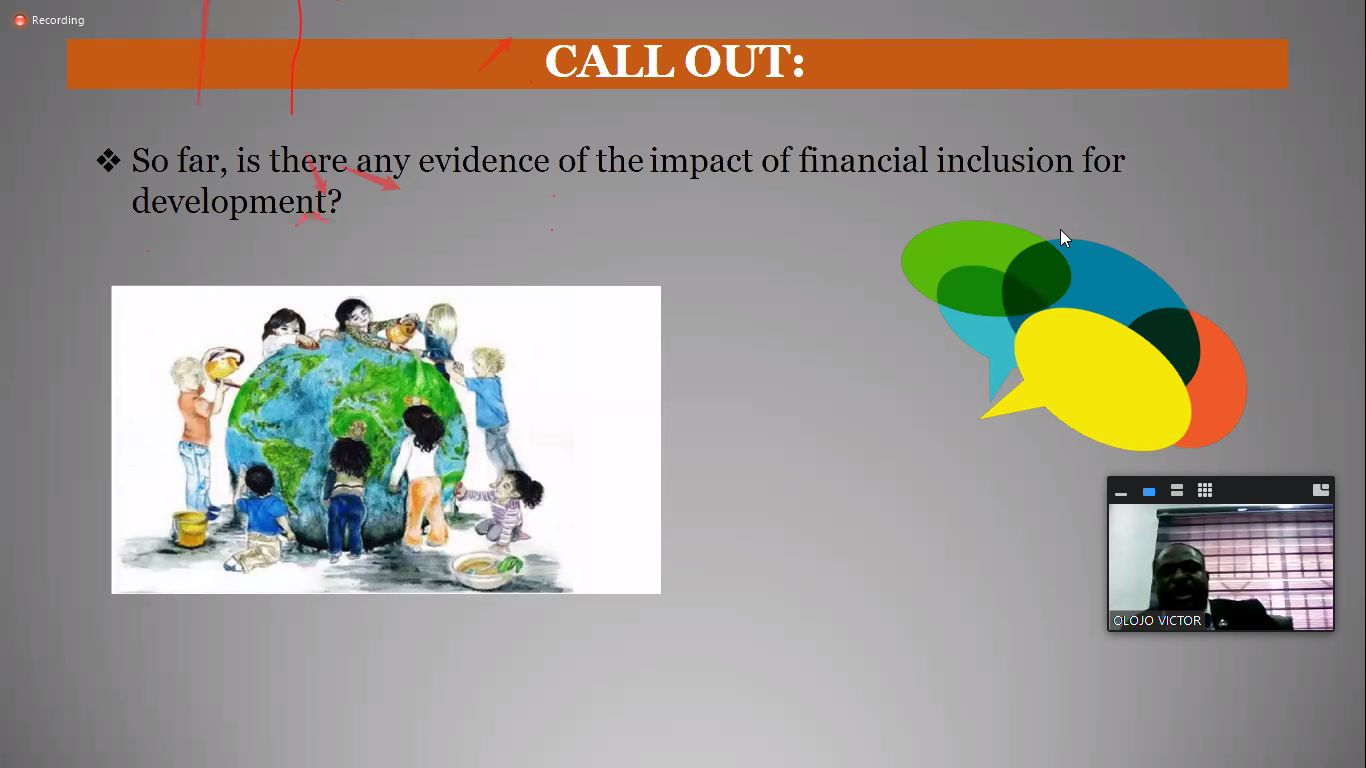 Recording
CALL OUT:
❖ So far, is there any evidence of the impact of financial inclusion for
development?
OLOJO VICTOR